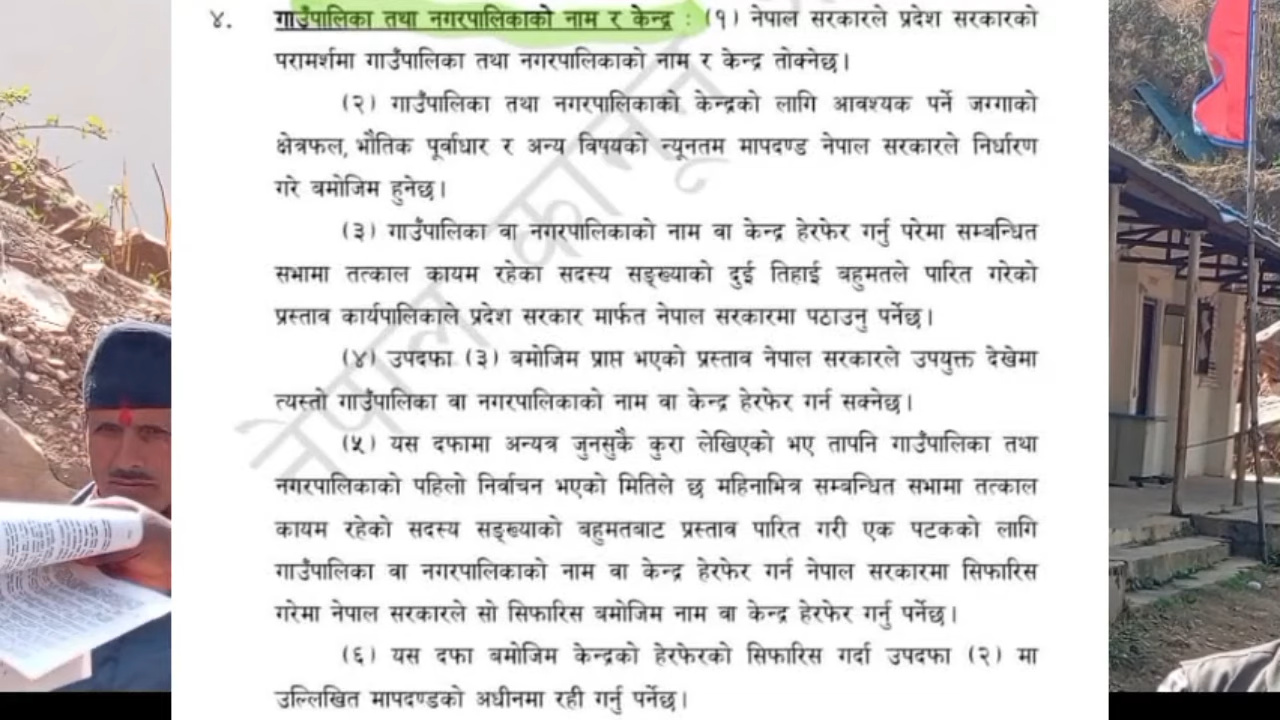 ४. गाउँपालिका तथा नगरपालिकाको नाम र केन्द्र : (१) नेपाल सरकारले प्रदेश सरकारको
परामर्शमा गाउँपालिका तथा नगरपालिकाको नाम र केन्द्र तोक्नेछ।
(२) गाउँपालिका तथा नगरपालिकाको केन्द्रको लागि आवश्यक पर्ने जग्गाको
क्षेत्रफल, भौतिक पूर्वाधार र अन्य विषयको न्यूनतम मापदण्ड नेपाल सरकारले निर्धारण
गरे बमोजिम हुनेछ।
(३) गाउँपालिका वा नगरपालिकाको नाम वा केन्द्र हेरफेर गर्नु परेमा सम्बन्धित
सभामा तत्काल कायम रहेका सदस्य सङ्ख्याको दुई तिहाई बहुमतले पारित गरेको
प्रस्ताव कार्यपालिकाले प्रदेश सरकार मार्फत नेपाल सरकारमा पठाउनु पर्नेछ।
(४) उपदफा (३) बमोजिम प्राप्त भएको प्रस्ताव नेपाल सरकारले उपयुक्त देखेमा
त्यस्तो गाउँपालिका वा नगरपालिकाको नाम वा केन्द्र हेरफेर गर्न सक्नेछ।
(५) यस दफामा अन्यत्र जुनसुकै कुरा लेखिएको भए तापनि गाउँपालिका तथा
नगरपालिकाको पहिलो निर्वाचन भएको मितिले छ महिनाभित्र सम्बन्धित सभामा तत्काल
कायम रहेको सदस्य सङ्ख्याको बहुमतबाट प्रस्ताव पारित गरी एक पटकको लागि
गाउँपालिका वा नगरपालिकाको नाम वा केन्द्र हेरफेर गर्न नेपाल सरकारमा सिफारिस
गरेमा नेपाल सरकारले सो सिफारिस बमोजिम नाम वा केन्द्र हेरफेर गर्नु पर्नेछ।
(६) यस दफा बमोजिम केन्द्रको हेरफेरको सिफारिस गर्दा उपदफा (२) मा
उल्लिखित मापदण्डको अधीनमा रही गर्नु पर्नेछ।
नेपाल कानून